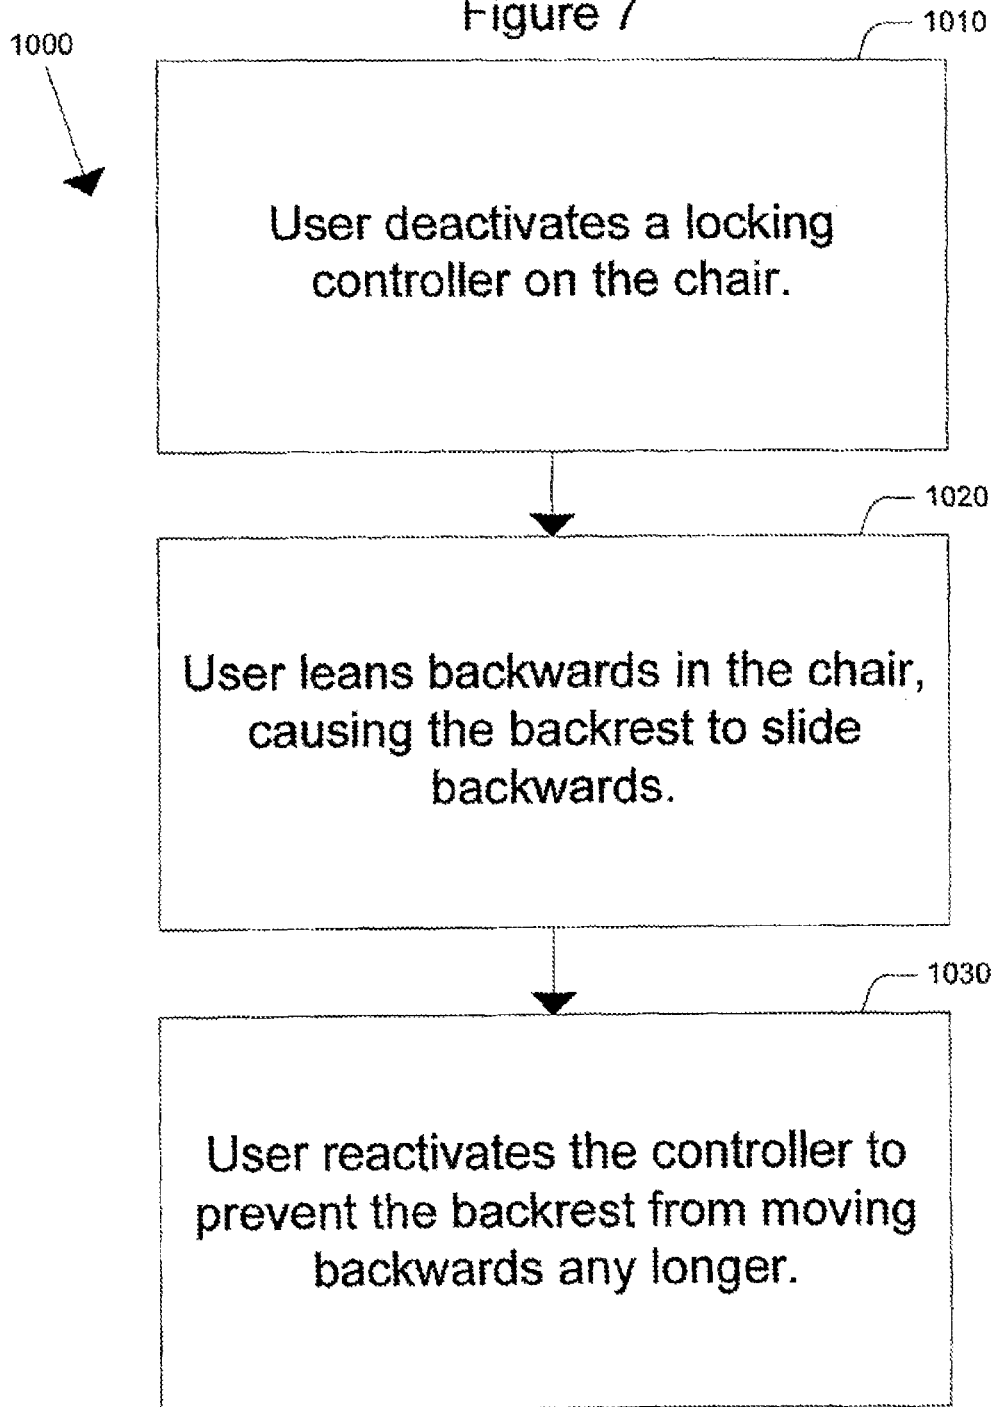 Figure 7
1000
1010
User deactivates a locking
controller on the chair.
1020
User leans backwards in the chair,
causing the backrest to slide
backwards.
1030
User reactivates the controller to
prevent the backrest from moving
backwards any longer.